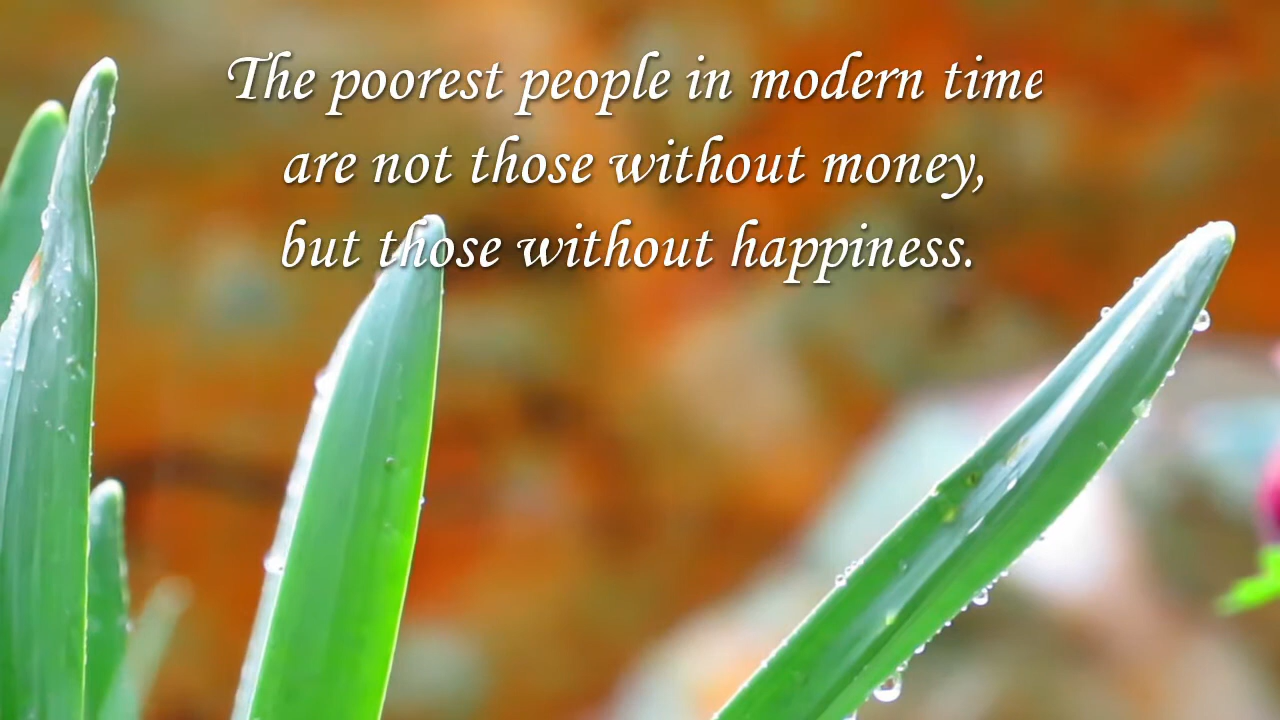 The poorest people in modern time
are not those without money,
but those without happiness.